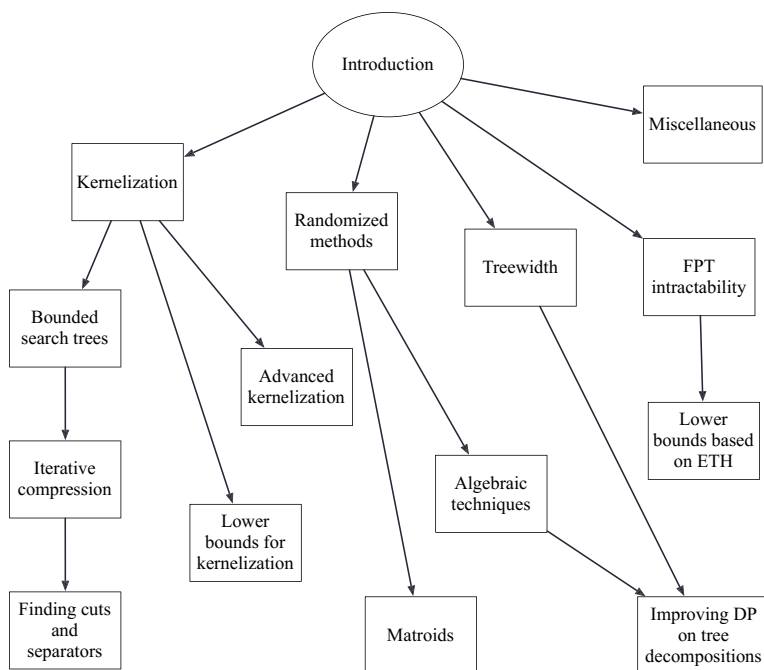 Introduction
Miscellaneous
Kernelization
Randomized
methods
Treewidth
FPT
intractability
Bounded
search trees
Advanced
kernelization
Lower
bounds based
on ETH
Iterative
compression
Algebraic
techniques
Lower
bounds for
kernelization
Finding cuts
and
separators
Matroids
Improving DP
on tree
decompositions